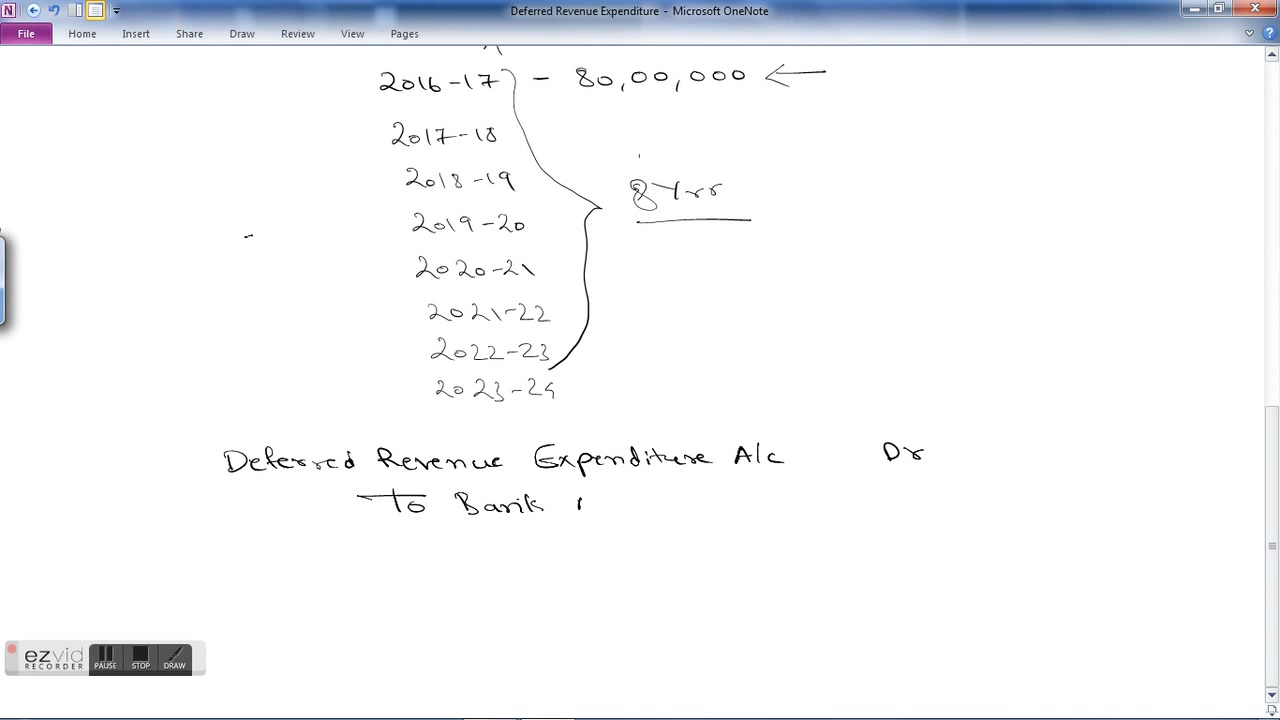 Deferred Revenue Expenditure - Microsoft OneNote
File Home Insert Share Draw Review View Pages
2016-17 - 80,00,000
2017-18
2018-19
8 Yrr
2019-20
2020-21
2021-22
2022-23
2023-24
Deferred Revenue Expenditure A/c Dr
To Bank
ezvid
RECORDER
PAUSE STOP DRAW